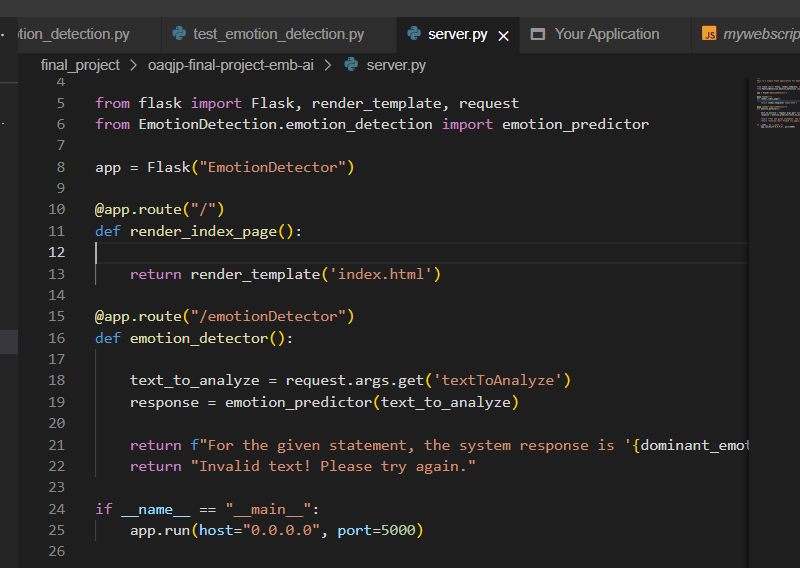 tion_detection.py test_emotion_detection.py server.py Your Application JS mywebscrip
final_project > oaqjp-final-project-emb-ai > server.py
4
5 from flask import Flask, render_template, request
6 from EmotionDetection.emotion_detection import emotion_predictor
7
8 app = Flask("EmotionDetector")
9
10 @app.route("/")
11 def render_index_page():
12
13 return render_template('index.html')
14
15 @app.route("/emotionDetector")
16 def emotion_detector():
17
18 text_to_analyze = request.args.get('textToAnalyze')
19 response = emotion_predictor(text_to_analyze)
20
21 return f"For the given statement, the system response is '{dominant_emot
22 return "Invalid text! Please try again."
23
24 if __name__ == "__main__":
25 app.run(host="0.0.0.0", port=5000)
26